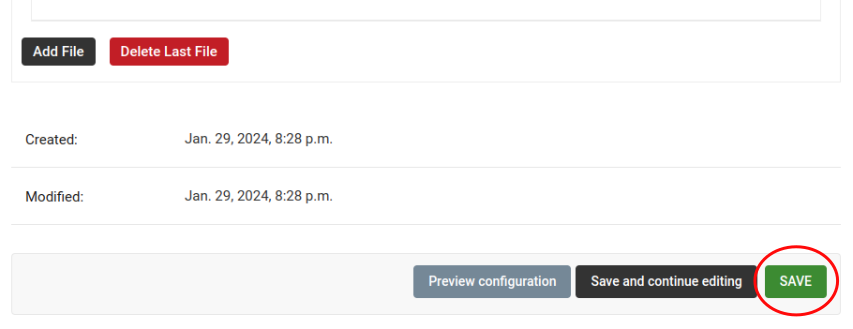 Add File Delete Last File
Created: Jan. 29, 2024, 8:28 p.m.
Modified: Jan. 29, 2024, 8:28 p.m.
Preview configuration Save and continue editing SAVE